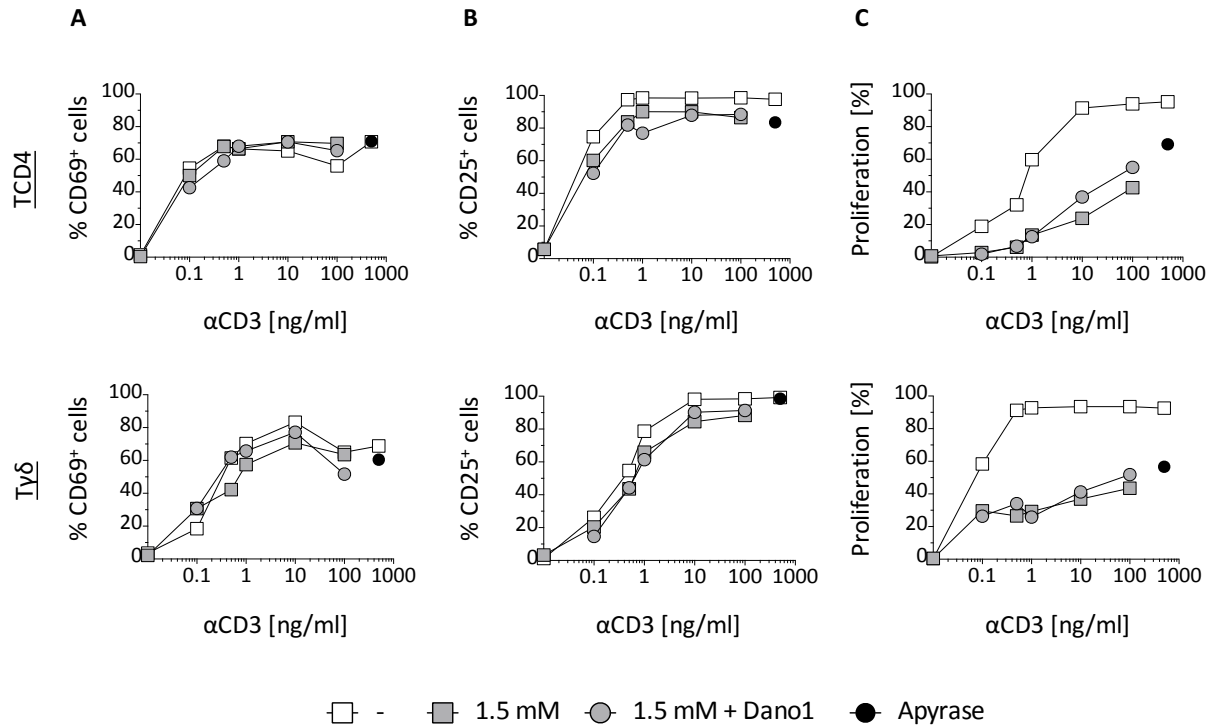 A B C
TCD4
% CD69⁺ cells
100
80
60
40
20
0
0.1 1 10 100 1000
αCD3 [ng/ml]
% CD25⁺ cells
100
80
60
40
20
0
0.1 1 10 100 1000
αCD3 [ng/ml]
Proliferation [%]
100
80
60
40
20
0
0.1 1 10 100 1000
αCD3 [ng/ml]
Tγδ
% CD69⁺ cells
100
80
60
40
20
0
0.1 1 10 100 1000
αCD3 [ng/ml]
% CD25⁺ cells
100
80
60
40
20
0
0.1 1 10 100 1000
αCD3 [ng/ml]
Proliferation [%]
100
80
60
40
20
0
0.1 1 10 100 1000
αCD3 [ng/ml]
- 1.5 mM 1.5 mM + Dano1 Apyrase